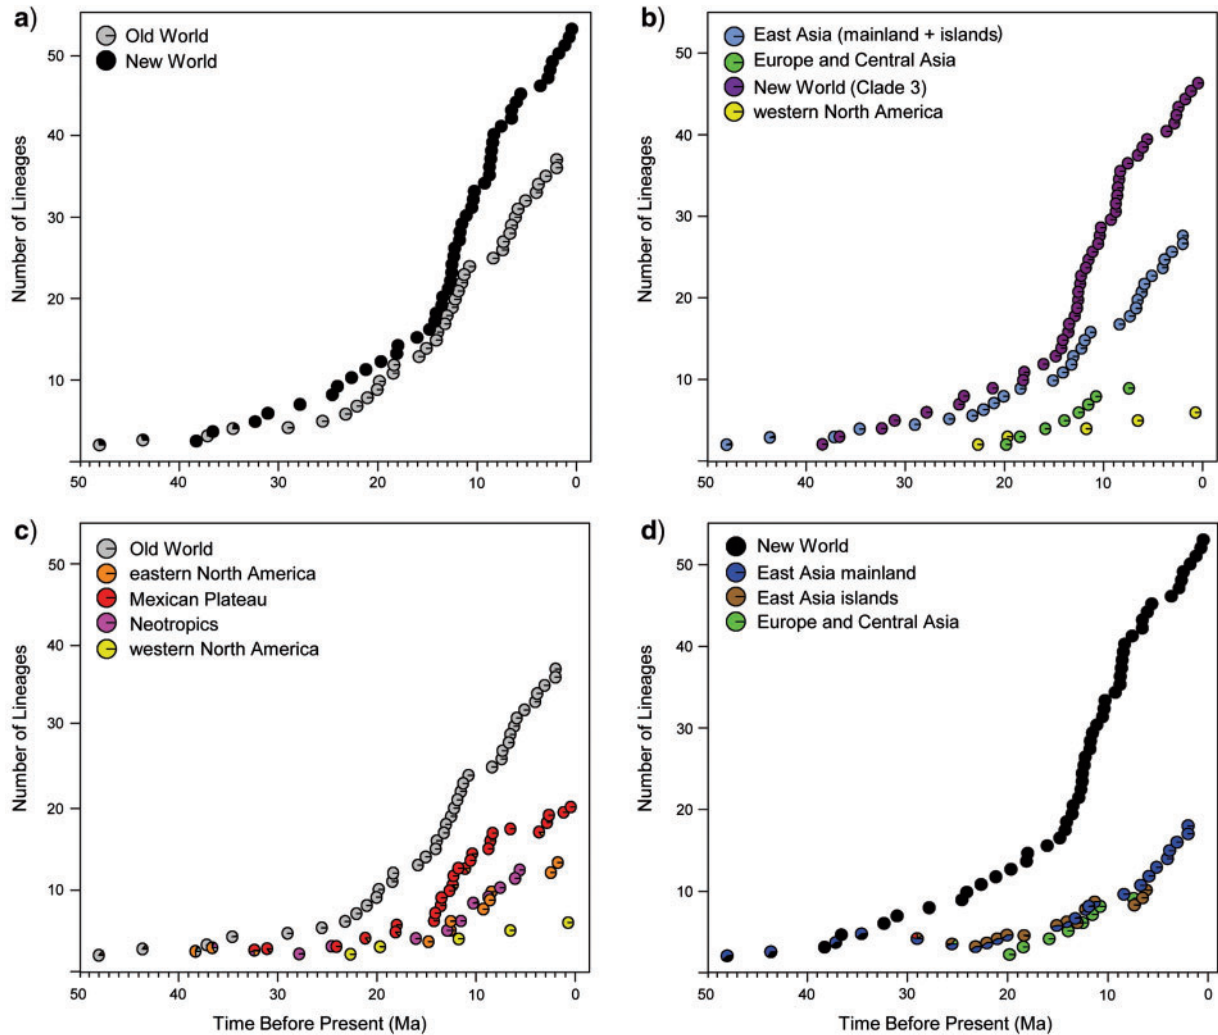 a)
Old World
New World
Number of Lineages
50
40
30
20
10
50
40
30
20
10
0
b)
East Asia (mainland + islands)
Europe and Central Asia
New World (Clade 3)
western North America
Number of Lineages
50
40
30
20
10
50
40
30
20
10
0
c)
Old World
eastern North America
Mexican Plateau
Neotropics
western North America
Number of Lineages
50
40
30
20
10
50
40
30
20
10
0
Time Before Present (Ma)
d)
New World
East Asia mainland
East Asia islands
Europe and Central Asia
Number of Lineages
50
40
30
20
10
50
40
30
20
10
0
Time Before Present (Ma)